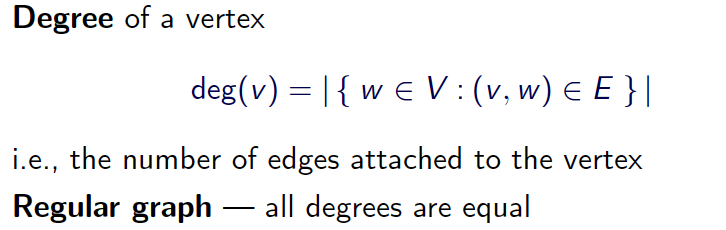 Degree of a vertex
deg(v) = |{ w ∈ V : (v, w) ∈ E }|
i.e., the number of edges attached to the vertex
Regular graph — all degrees are equal